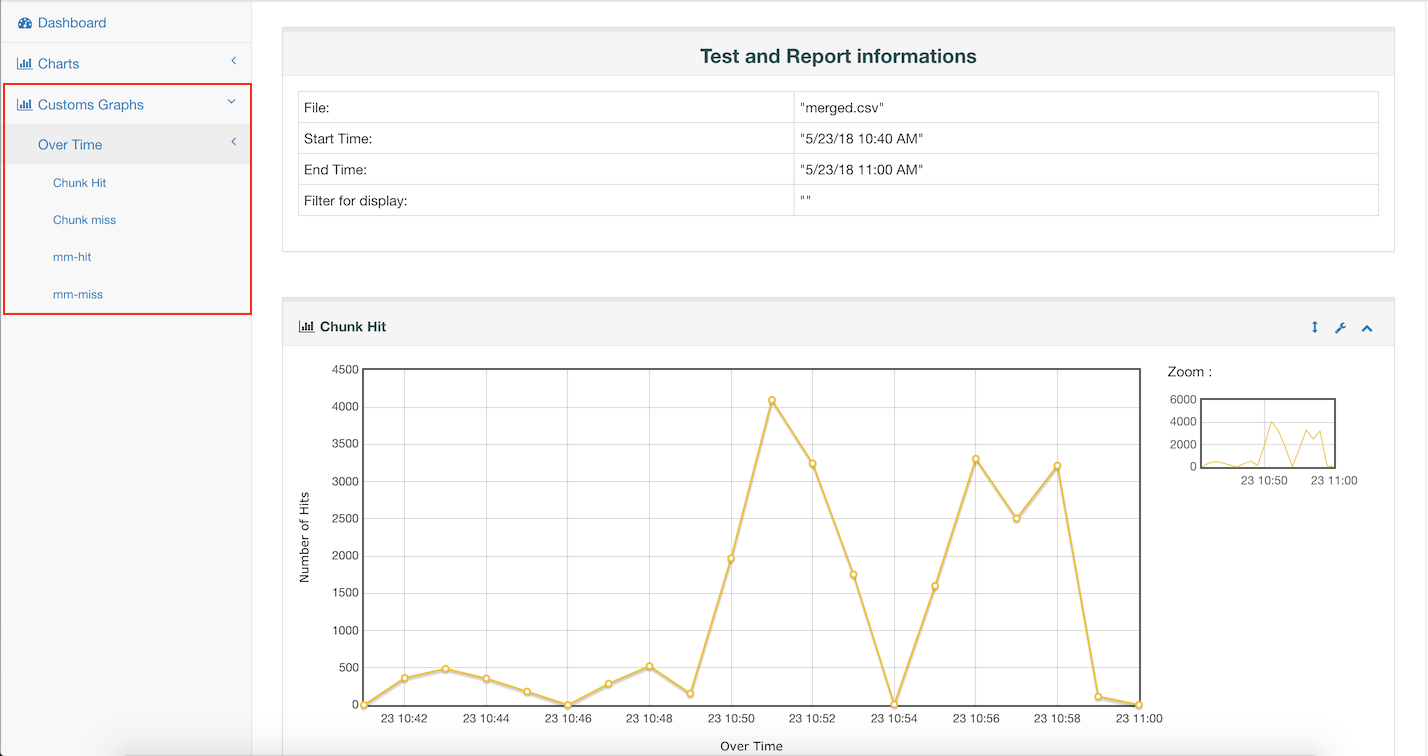 Dashboard
Charts
Customs Graphs
Over Time
Chunk Hit
Chunk miss
mm-hit
mm-miss
Test and Report informations
File: "merged.csv"
Start Time: "5/23/18 10:40 AM"
End Time: "5/23/18 11:00 AM"
Filter for display: ""
Chunk Hit
Number of Hits
4500
4000
3500
3000
2500
2000
1500
1000
500
0
23 10:42 23 10:44 23 10:46 23 10:48 23 10:50 23 10:52 23 10:54 23 10:56 23 10:58 23 11:00
Over Time
Zoom :
6000
4000
2000
0
23 10:50 23 11:00